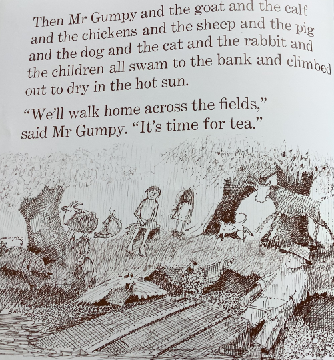 Then Mr Gumpy and the goat and the calf
and the chickens and the sheep and the pig
and the dog and the cat and the rabbit and
the children all swam to the bank and climbed
out to dry in the hot sun.
“We’ll walk home across the fields,”
said Mr Gumpy. “It’s time for tea.”